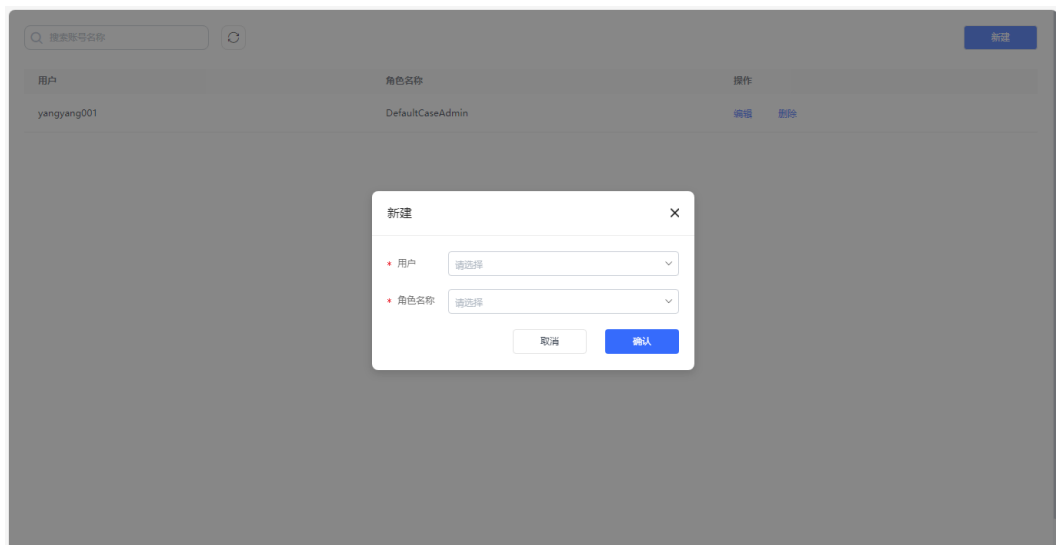 搜索账号名称
新建
用户 角色名称 操作
yangyang001 DefaultCaseAdmin 编辑 删除
新建
* 用户 请选择
* 角色名称 请选择
取消 确认